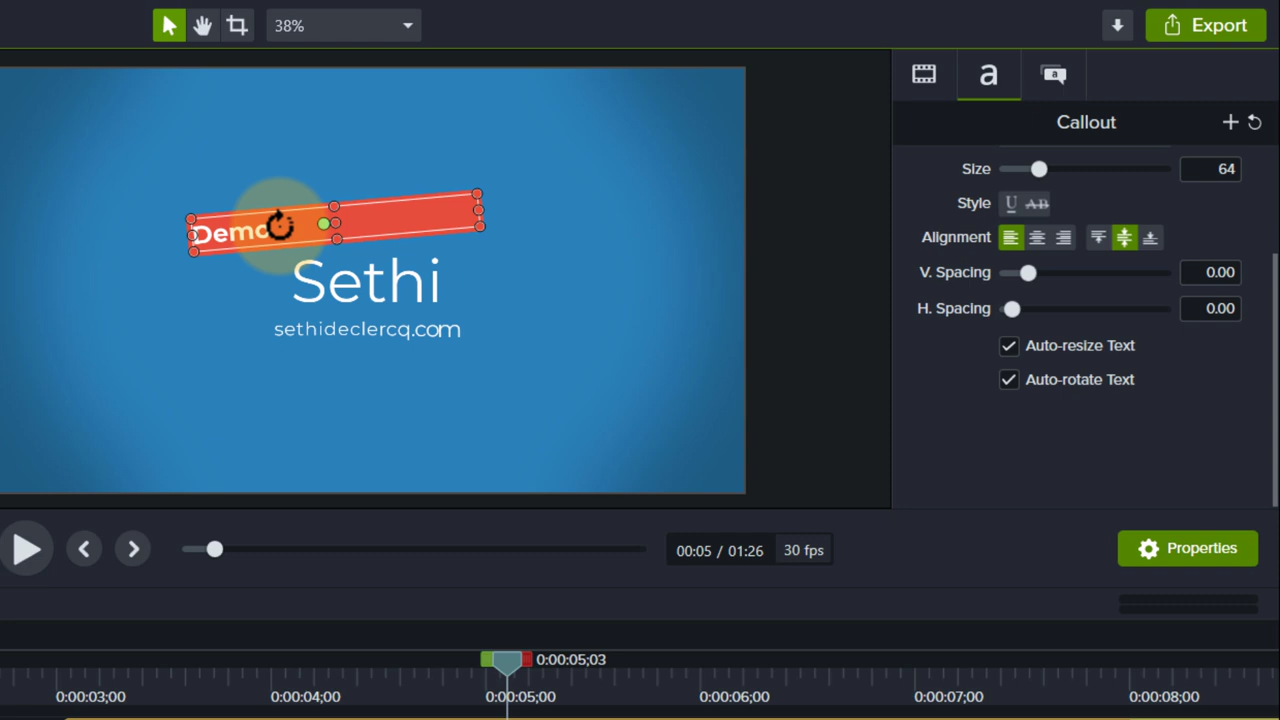 38%
Export
a
a
Callout
Size 64
Style U AB
Alignment
V. Spacing 0.00
H. Spacing 0.00
Auto-resize Text
Auto-rotate Text
Demo
Sethi
sethideclercq.com
00:05 / 01:26 30 fps
Properties
0:00:05;03
0:00:03;00 0:00:04;00 0:00:05;00 0:00:06;00 0:00:07;00 0:00:08;00